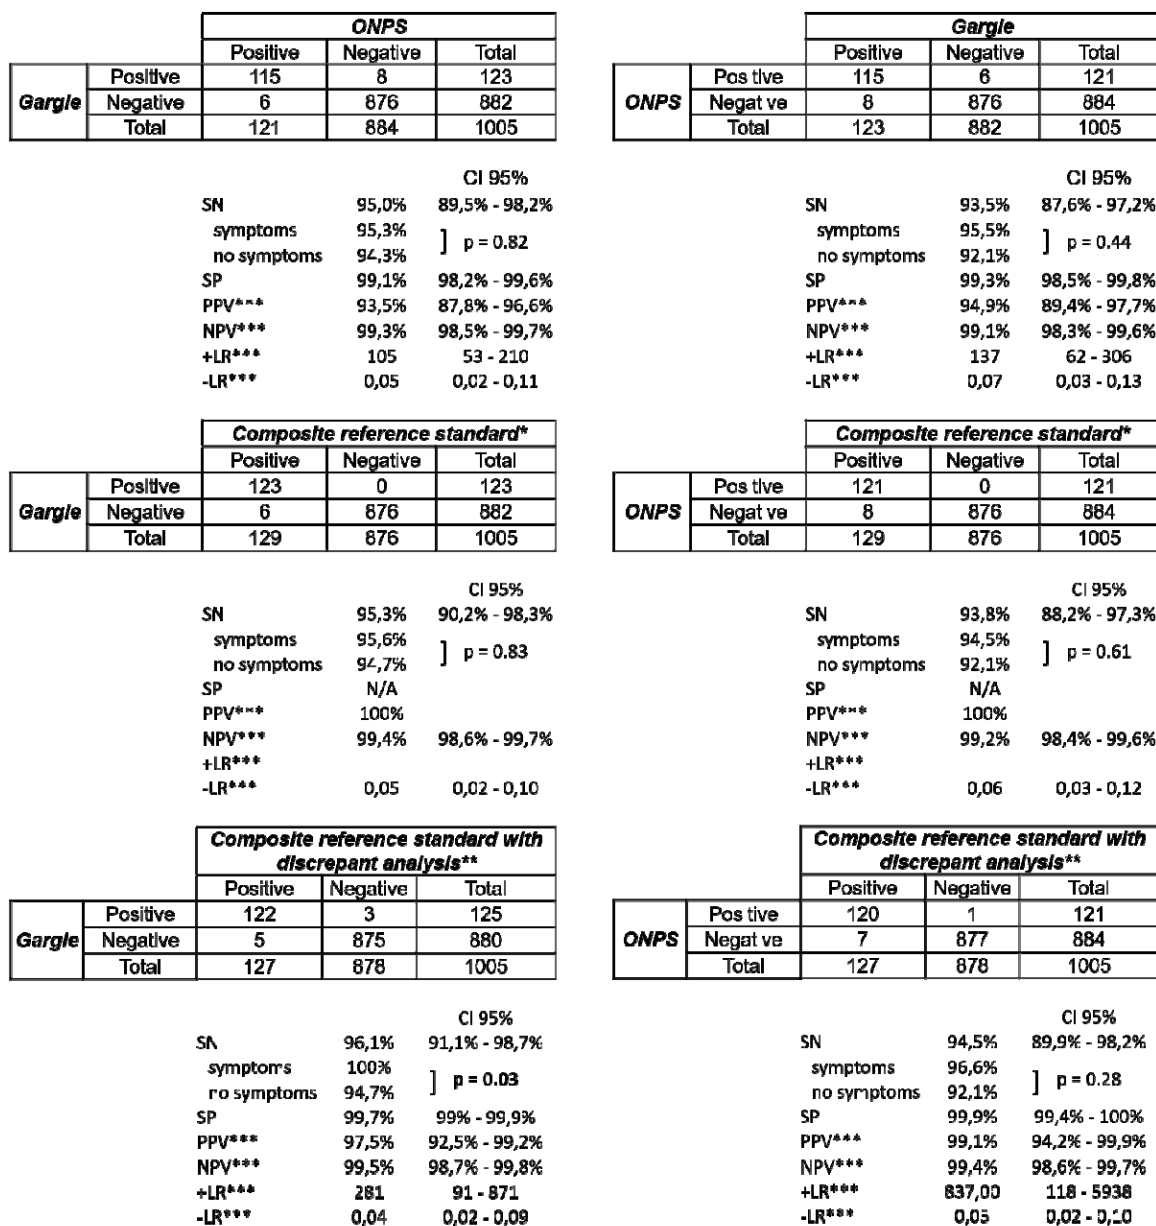 ONPS
Positive Negative Total
Gargle Positive 115 8 123
Negative 6 876 882
Total 121 884 1005
CI 95%
SN 95,0% 89,5% - 98,2%
symptoms 95,3%
] p = 0.82
no symptoms 94,3%
SP 99,1% 98,2% - 99,6%
PPV*** 93,5% 87,8% - 96,6%
NPV*** 99,3% 98,5% - 99,7%
+LR*** 105 53 - 210
-LR*** 0,05 0,02 - 0,11
Gargle
Positive Negative Total
ONPS Pos tive 115 6 121
Negat ve 8 876 884
Total 123 882 1005
CI 95%
SN 93,5% 87,6% - 97,2%
symptoms 95,5%
] p = 0.44
no symptoms 92,1%
SP 99,3% 98,5% - 99,8%
PPV*** 94,9% 89,4% - 97,7%
NPV*** 99,1% 98,3% - 99,6%
+LR*** 137 62 - 306
-LR*** 0,07 0,03 - 0,13
Composite reference standard*
Positive Negative Total
Gargle Positive 123 0 123
Negative 6 876 882
Total 129 876 1005
CI 95%
SN 95,3% 90,2% - 98,3%
symptoms 95,6%
] p = 0.83
no symptoms 94,7%
SP N/A
PPV*** 100%
NPV*** 99,4% 98,6% - 99,7%
+LR***
-LR*** 0,05 0,02 - 0,10
Composite reference standard*
Positive Negative Total
ONPS Pos tive 121 0 121
Negat ve 8 876 884
Total 129 876 1005
CI 95%
SN 93,8% 88,2% - 97,3%
symptoms 94,5%
] p = 0.61
no symptoms 92,1%
SP N/A
PPV*** 100%
NPV*** 99,2% 98,4% - 99,6%
+LR***
-LR*** 0,06 0,03 - 0,12
Composite reference standard with
discrepant analysis**
Positive Negative Total
Gargle Positive 122 3 125
Negative 5 875 880
Total 127 878 1005
CI 95%
SN 96,1% 91,1% - 98,7%
symptoms 100%
] p = 0.03
no symptoms 94,7%
SP 99,7% 99% - 99,9%
PPV*** 97,5% 92,5% - 99,2%
NPV*** 99,5% 98,7% - 99,8%
+LR*** 281 91 - 871
-LR*** 0,04 0,02 - 0,09
Composite reference standard with
discrepant analysis**
Positive Negative Total
ONPS Pos tive 120 1 121
Negat ve 7 877 884
Total 127 878 1005
CI 95%
SN 94,5% 89,9% - 98,2%
symptoms 96,6%
] p = 0.28
no symptoms 92,1%
SP 99,9% 99,4% - 100%
PPV*** 99,1% 94,2% - 99,9%
NPV*** 99,4% 98,6% - 99,7%
+LR*** 837,00 118 - 5938
-LR*** 0,05 0,02 - 0,10